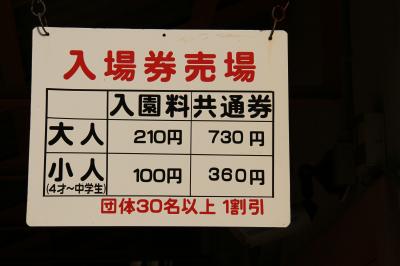 入場券売場
入園料 共通券
大人 210円 730円
小人 100円 360円
(4才～中学生)
団体30名以上 1割引